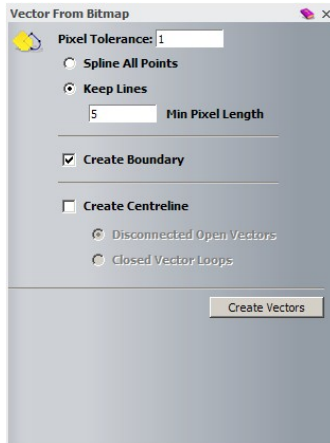 Vector From Bitmap
Pixel Tolerance: 1
Spline All Points
Keep Lines
5 Min Pixel Length
Create Boundary
Create Centreline
Disconnected Open Vectors
Closed Vector Loops
Create Vectors